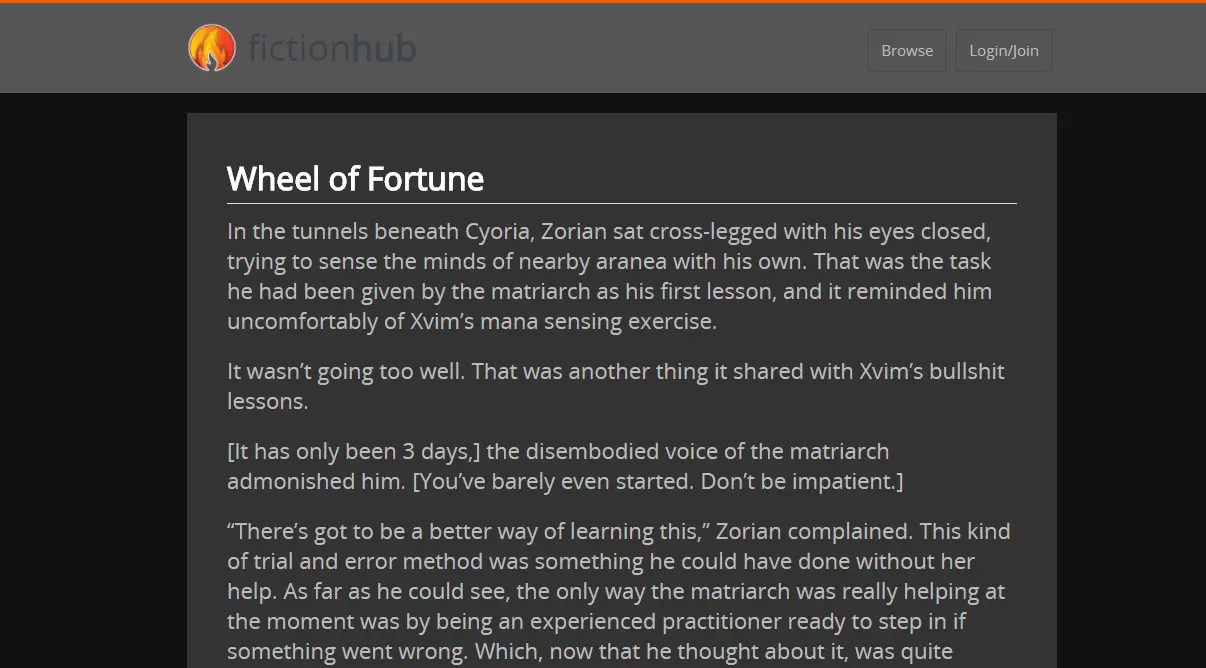 fictionhub
Browse
Login/Join
Wheel of Fortune
In the tunnels beneath Cyoria, Zorian sat cross-legged with his eyes closed,
trying to sense the minds of nearby aranea with his own. That was the task
he had been given by the matriarch as his first lesson, and it reminded him
uncomfortably of Xvim’s mana sensing exercise.
It wasn’t going too well. That was another thing it shared with Xvim’s bullshit
lessons.
[It has only been 3 days,] the disembodied voice of the matriarch
admonished him. [You’ve barely even started. Don’t be impatient.]
“There’s got to be a better way of learning this,” Zorian complained. This kind
of trial and error method was something he could have done without her
help. As far as he could see, the only way the matriarch was really helping at
the moment was by being an experienced practitioner ready to step in if
something went wrong. Which, now that he thought about it, was quite